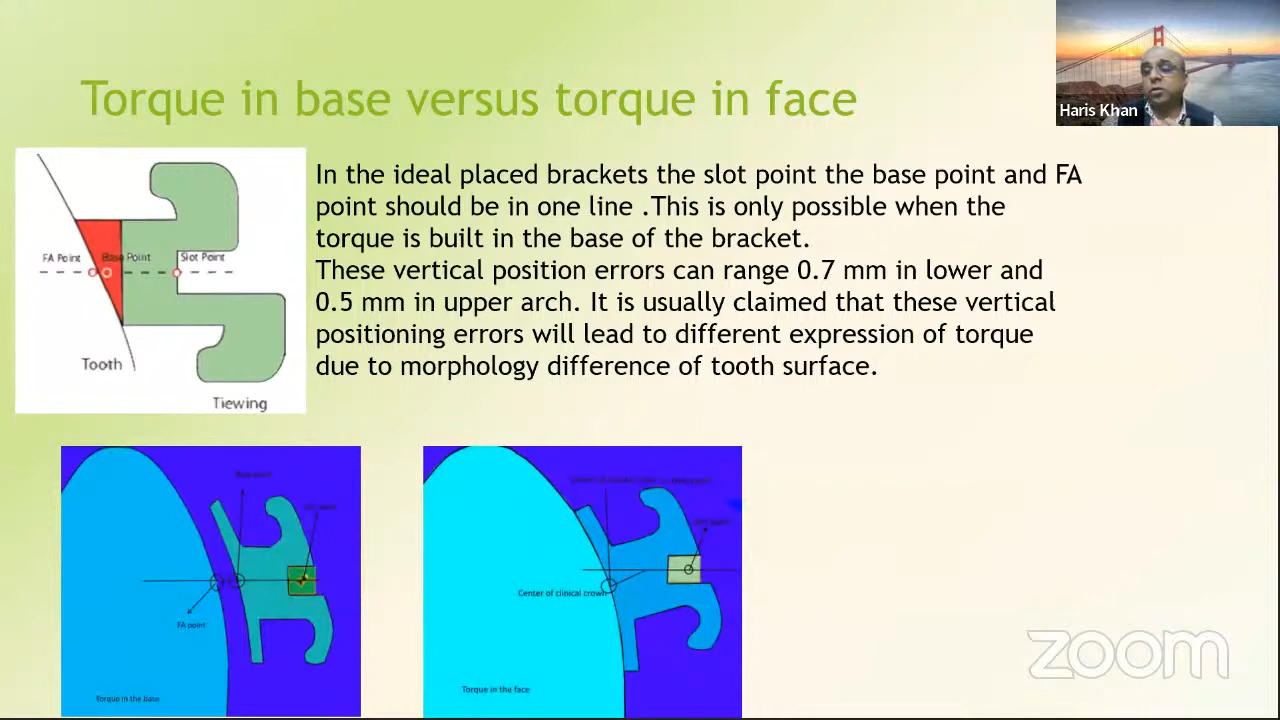 Torque in base versus torque in face
Haris Khan
In the ideal placed brackets the slot point the base point and FA
point should be in one line .This is only possible when the
torque is built in the base of the bracket.
These vertical position errors can range 0.7 mm in lower and
0.5 mm in upper arch. It is usually claimed that these vertical
positioning errors will lead to different expression of torque
due to morphology difference of tooth surface.
FA Point Base Point Slot Point
Tooth
Tiewing
Base point
FA point
Torque in the base
Center of clinical crown
Torque in the face
zoom